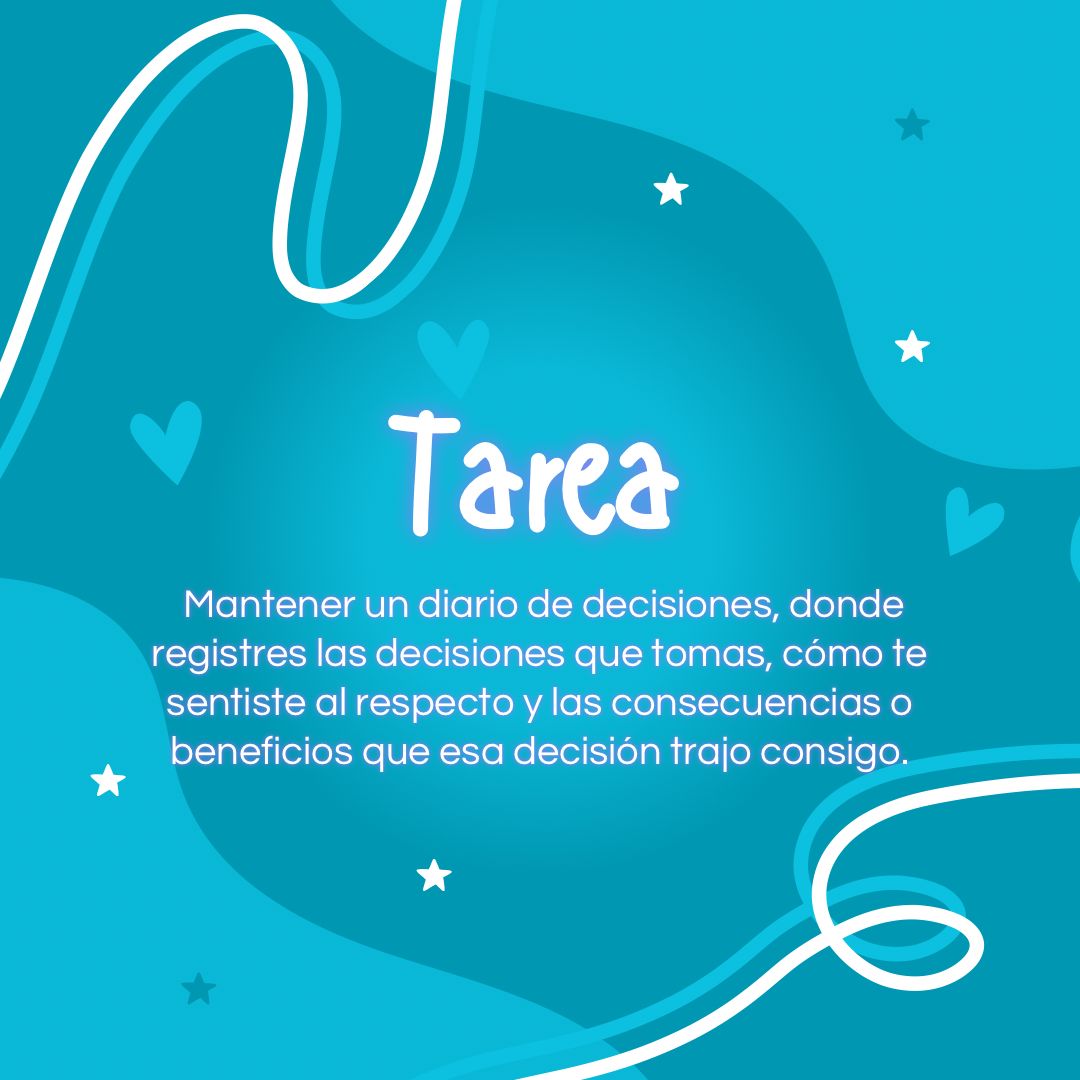 Tarea
Mantener un diario de decisiones, donde
registres las decisiones que tomas, cómo te
sentiste al respecto y las consecuencias o
beneficios que esa decisión trajo consigo.